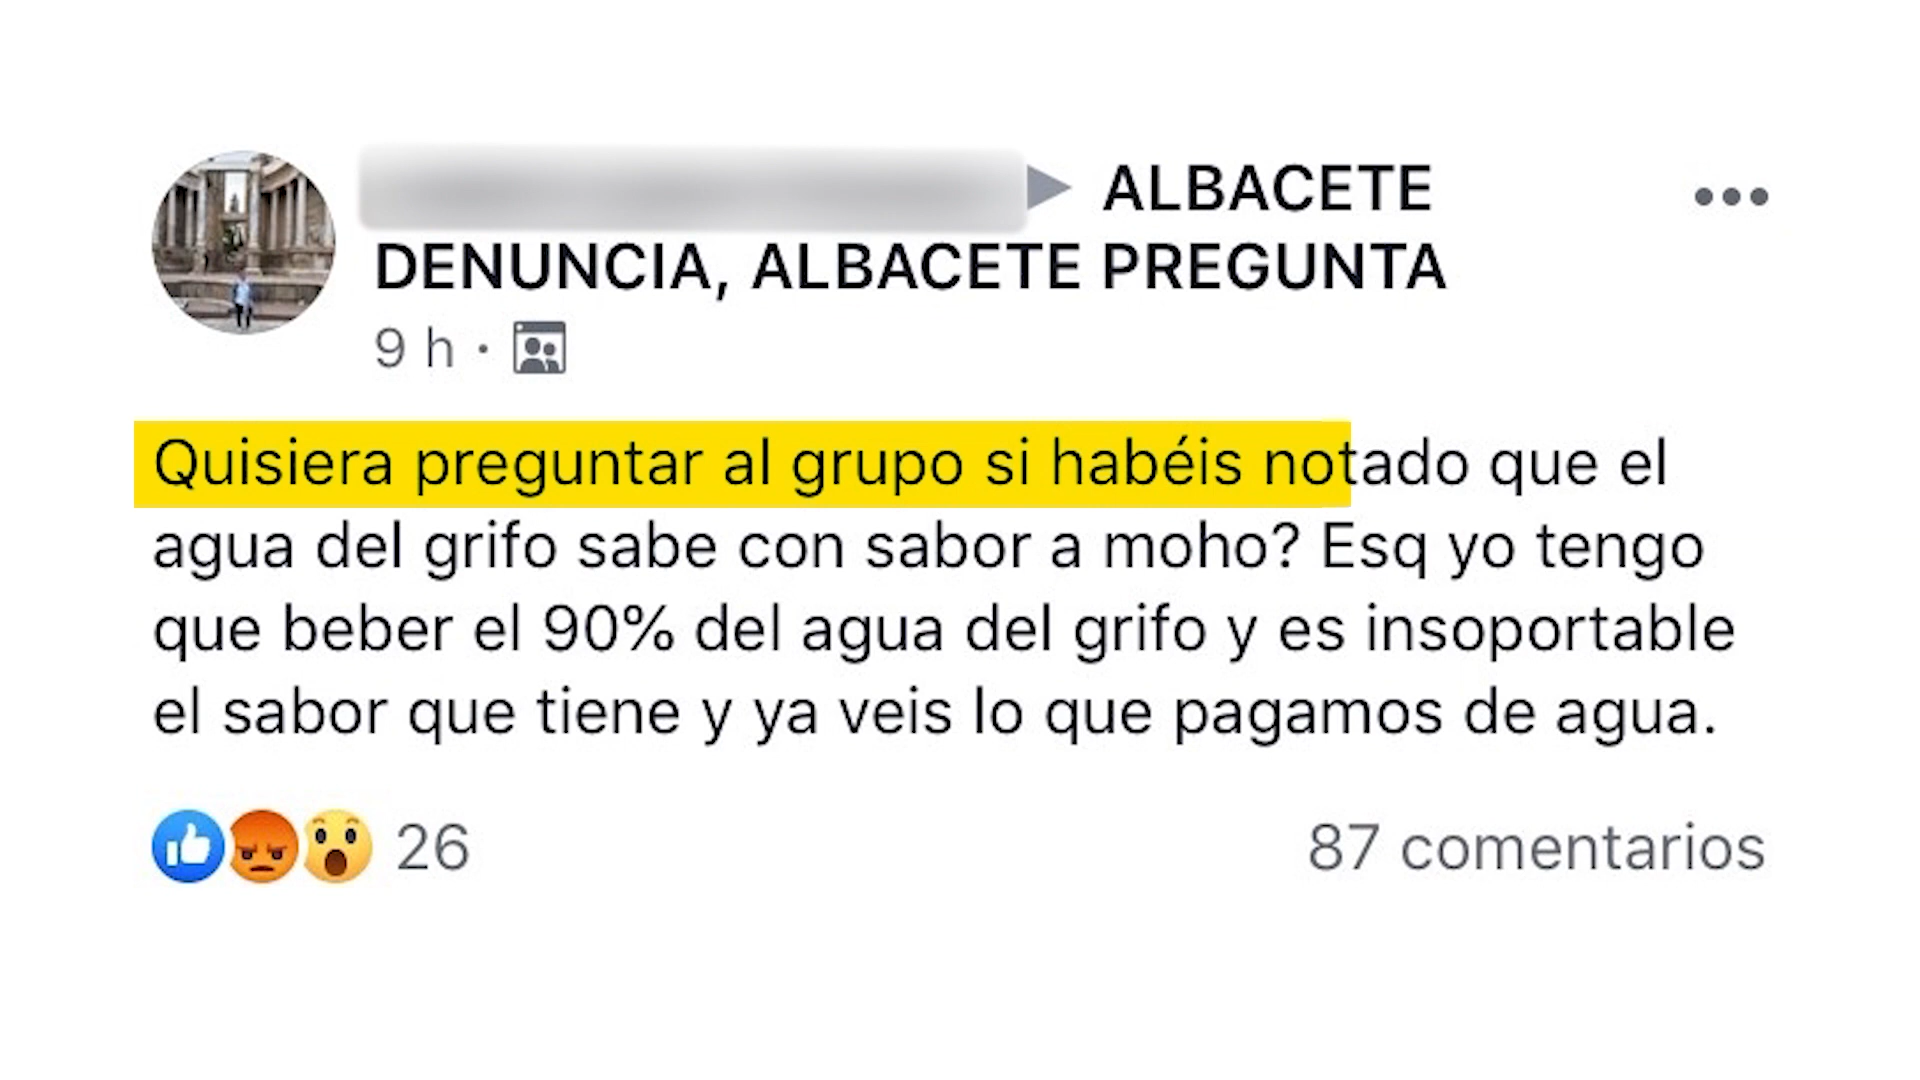 ALBACETE
DENUNCIA, ALBACETE PREGUNTA
9 h ·
Quisiera preguntar al grupo si habéis notado que el
agua del grifo sabe con sabor a moho? Esq yo tengo
que beber el 90% del agua del grifo y es insoportable
el sabor que tiene y ya veis lo que pagamos de agua.
26
87 comentarios